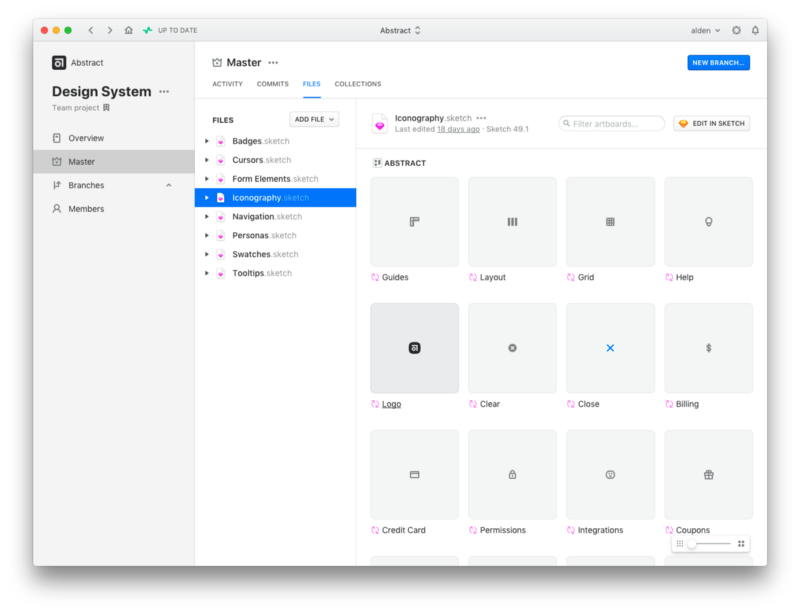 UP TO DATE
Abstract
alden
Abstract
Design System
Team project
Overview
Master
Branches
Members
Master
NEW BRANCH...
ACTIVITY COMMITS FILES COLLECTIONS
FILES
ADD FILE
Badges.sketch
Cursors.sketch
Form Elements.sketch
Iconography.sketch
Navigation.sketch
Personas.sketch
Swatches.sketch
Tooltips.sketch
Iconography.sketch
Last edited 18 days ago · Sketch 49.1
Filter artboards...
EDIT IN SKETCH
ABSTRACT
Guides Layout Grid Help
Logo Clear Close Billing
Credit Card Permissions Integrations Coupons